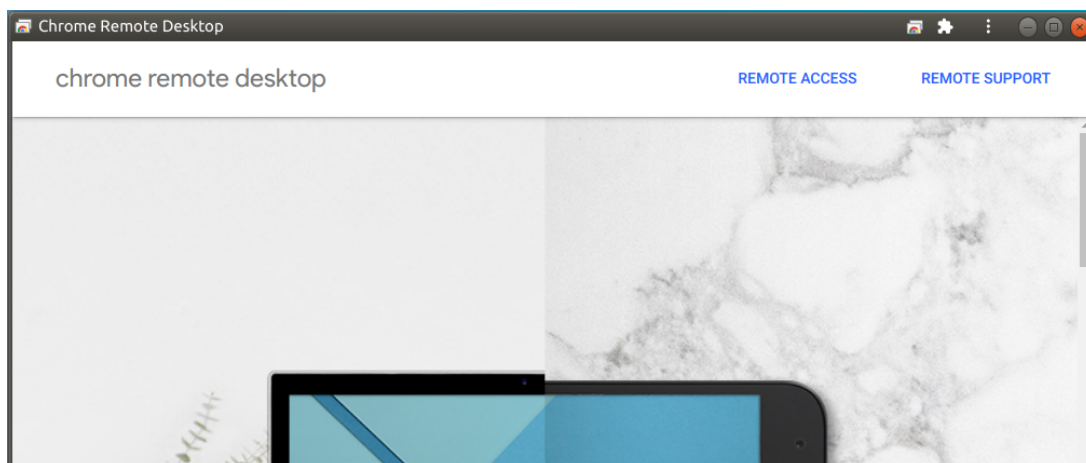 Chrome Remote Desktop
chrome remote desktop
REMOTE ACCESS
REMOTE SUPPORT